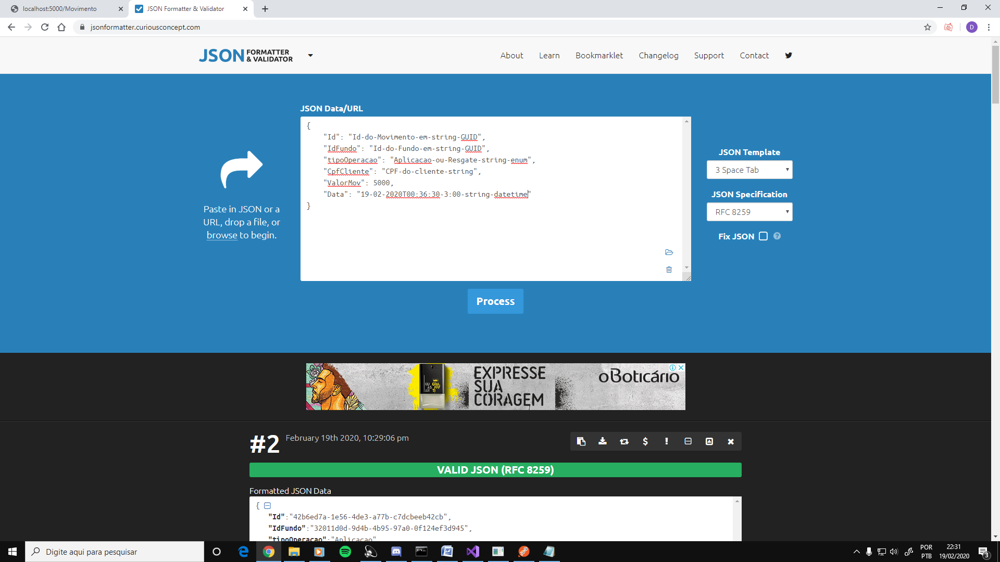 localhost:5000/Movimento
JSON Formatter & Validator
jsonformatter.curiousconcept.com
D
JSON FORMATTER & VALIDATOR
About Learn Bookmarklet Changelog Support Contact
JSON Data/URL
{
"Id": "Id-do-Movimento-em-string-GUID",
"IdFundo": "Id-do-Fundo-em-string-GUID",
"tipoOperacao": "Aplicacao-ou-Resgate-string-enum",
"CpfCliente": "CPF-do-cliente-string",
"ValorMov": 5000,
"Data": "19-02-2020T00:36:30-3:00-string-datetime"
}
Paste in JSON or a
URL, drop a file, or
browse to begin.
JSON Template
3 Space Tab
JSON Specification
RFC 8259
Fix JSON
Process
EXPRESSE
SUA
CORAGEM
oBoticário
#2
February 19th 2020, 10:29:06 pm
VALID JSON (RFC 8259)
Formatted JSON Data
{
"Id":"42b6ed7a-1e56-4de3-a77b-c7dcbeeb42cb",
"IdFundo":"32011d0d-9d4b-4b95-97a0-0f124ef3d945",
"tipoOperacao":"Aplicacao",
Digite aqui para pesquisar
POR
PTB
22:31
19/02/2020
3